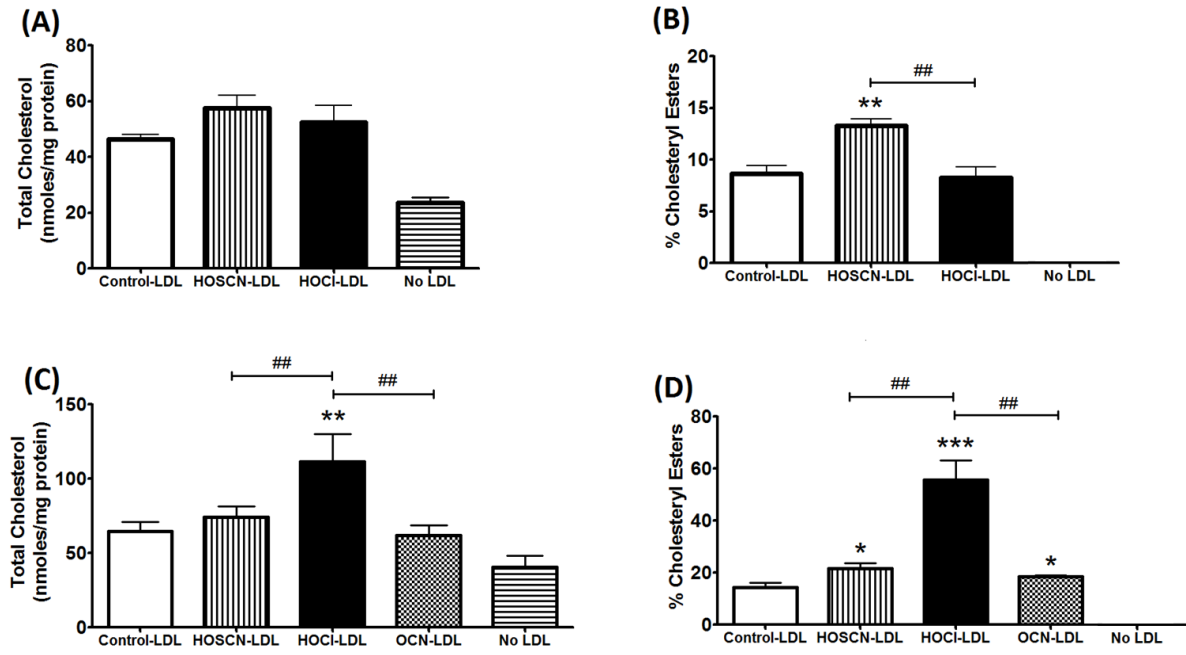 (A)
Total Cholesterol
(nmoles/mg protein)
80
60
40
20
0
Control-LDL HOSCN-LDL HOCl-LDL No LDL
(B)
% Cholesteryl Esters
20
15
10
5
0
##
**
Control-LDL HOSCN-LDL HOCl-LDL No LDL
(C)
Total Cholesterol
(nmoles/mg protein)
150
100
50
0
##
##
**
Control-LDL HOSCN-LDL HOCl-LDL OCN-LDL No LDL
(D)
% Cholesteryl Esters
80
60
40
20
0
##
##
***
*
*
Control-LDL HOSCN-LDL HOCl-LDL OCN-LDL No LDL